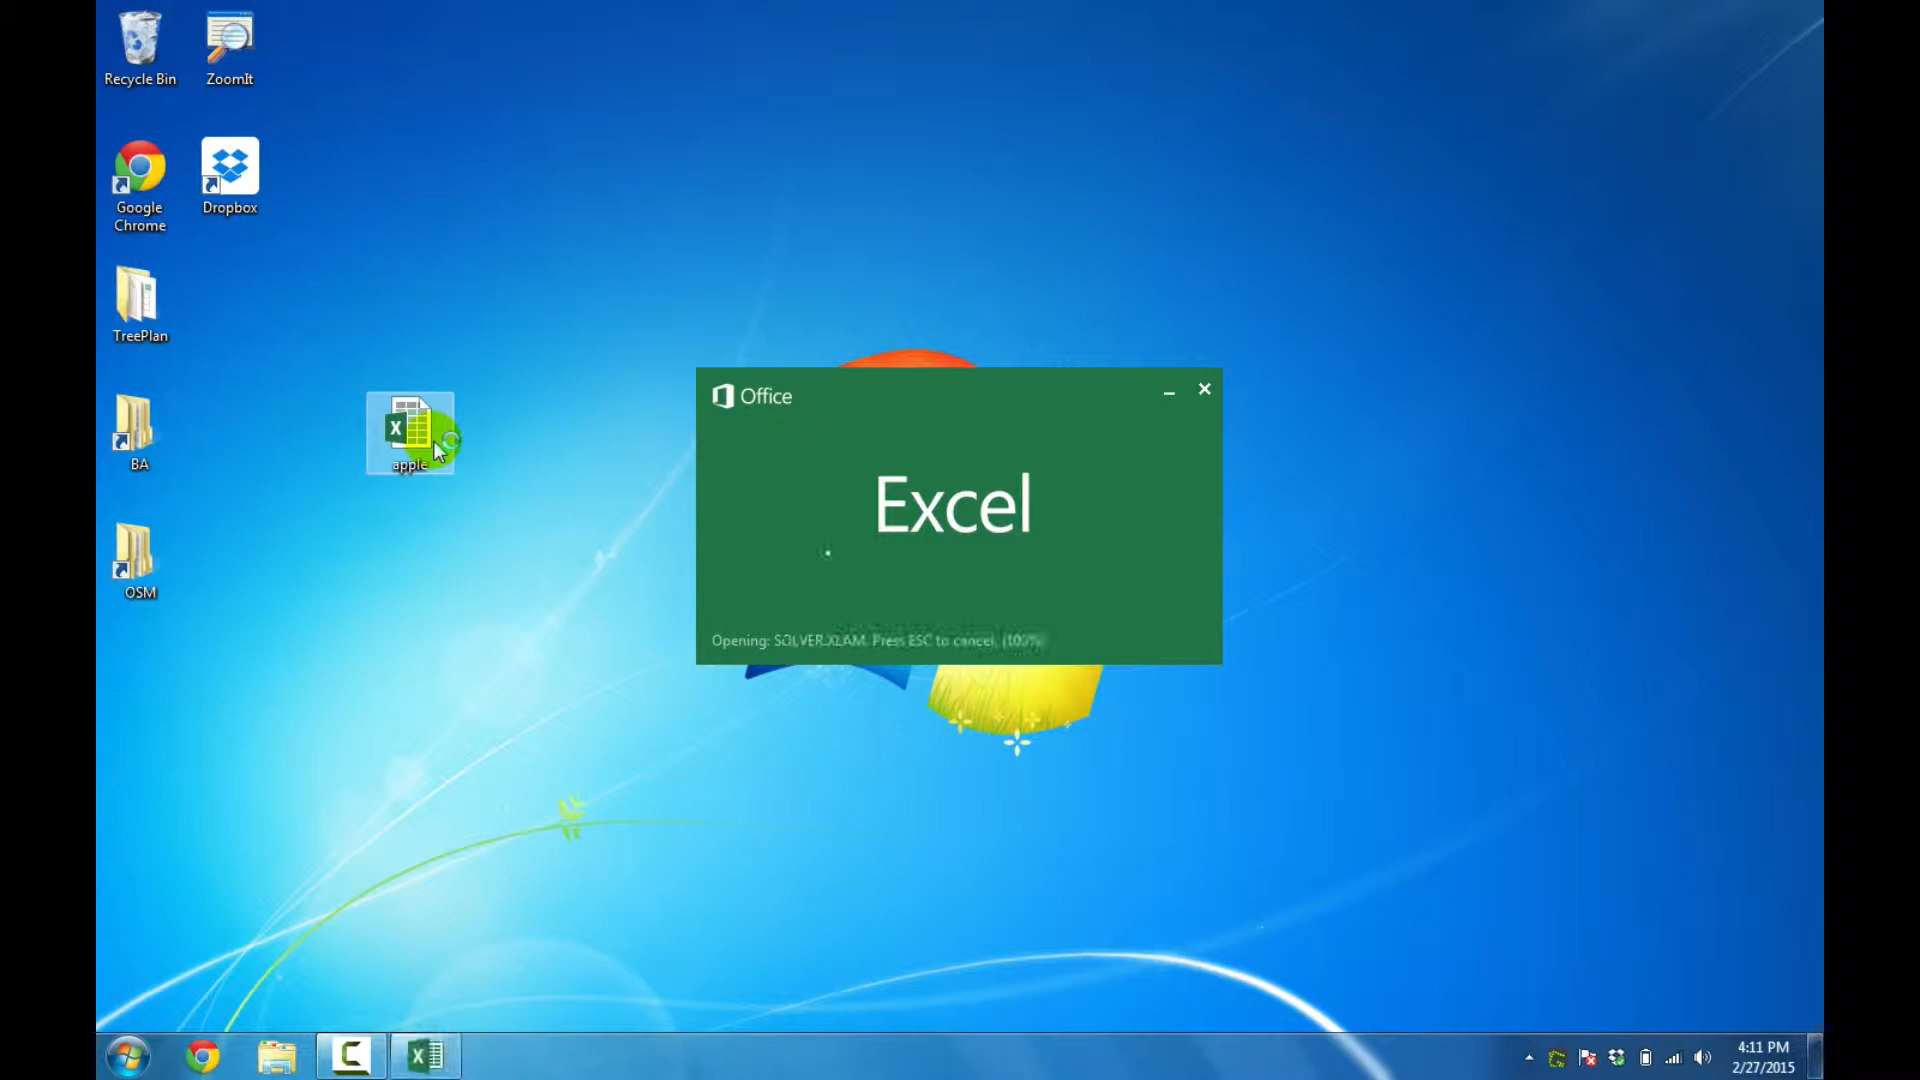 Recycle Bin
ZoomIt
Google
Chrome
Dropbox
TreePlan
BA
OSM
apple
Office
Excel
Opening: SOLVER.XLAM. Press ESC to cancel. (100%)
4:11 PM
2/27/2015